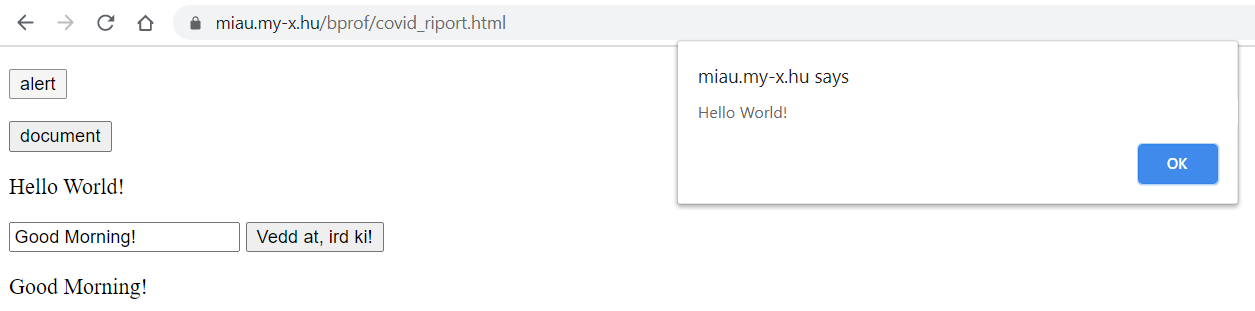 miau.my-x.hu/bprof/covid_riport.html
miau.my-x.hu says
Hello World!
OK
alert
document
Hello World!
Good Morning! Vedd at, ird ki!
Good Morning!